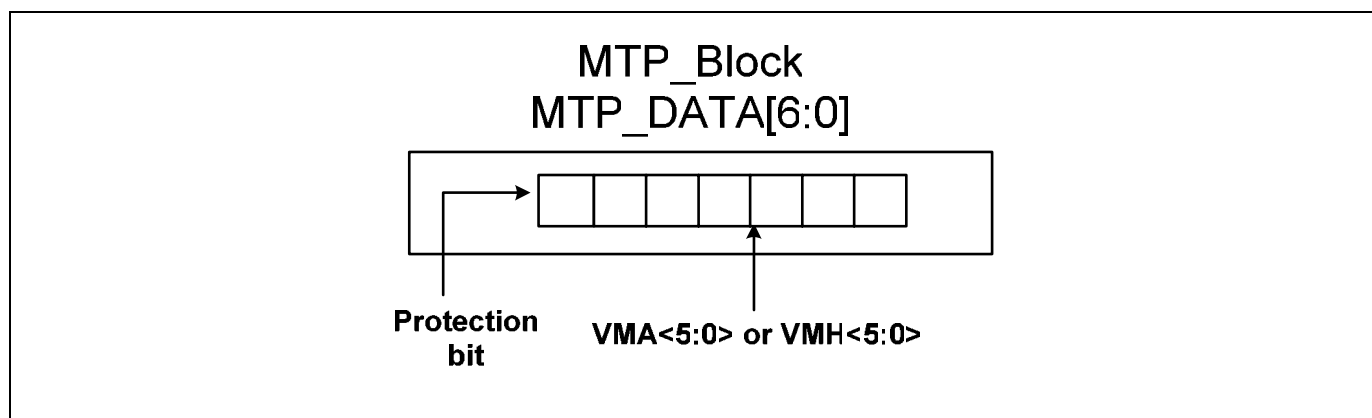 MTP_Block
MTP_DATA[6:0]
Protection
bit
VMA<5:0> or VMH<5:0>